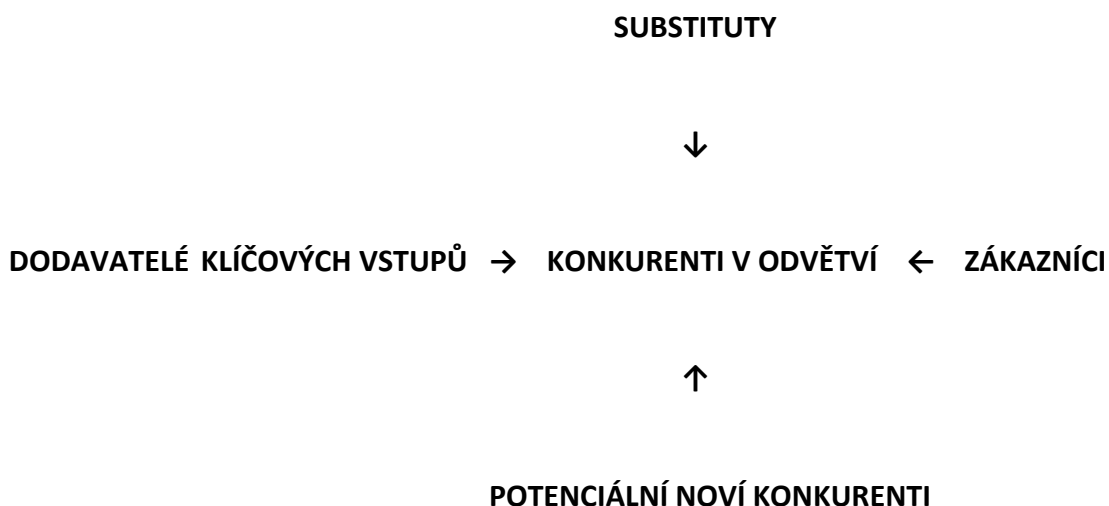 SUBSTITUTY
↓
DODAVATELÉ KLÍČOVÝCH VSTUPŮ → KONKURENTI V ODVĚTVÍ ← ZÁKAZNÍCI
↑
POTENCIÁLNÍ NOVÍ KONKURENTI